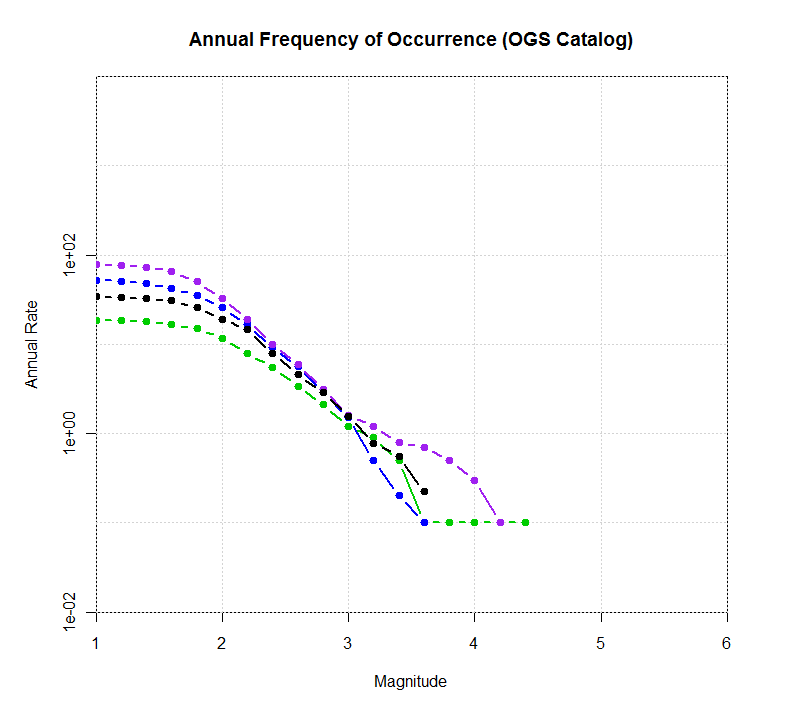 Annual Frequency of Occurrence (OGS Catalog)
Annual Rate
1e+02
1e+00
1e-02
1 2 3 4 5 6
Magnitude